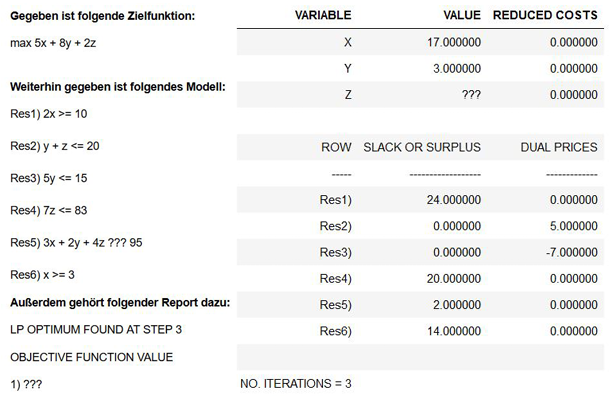 Gegeben ist folgende Zielfunktion:
max 5x + 8y + 2z
Weiterhin gegeben ist folgendes Modell:
Res1) 2x >= 10
Res2) y + z <= 20
Res3) 5y <= 15
Res4) 7z <= 83
Res5) 3x + 2y + 4z ??? 95
Res6) x >= 3
Außerdem gehört folgender Report dazu:
LP OPTIMUM FOUND AT STEP 3
OBJECTIVE FUNCTION VALUE
1) ???
VARIABLE VALUE REDUCED COSTS
X 17.000000 0.000000
Y 3.000000 0.000000
Z ??? 0.000000
ROW SLACK OR SURPLUS DUAL PRICES
----- ----------------- -------------
Res1) 24.000000 0.000000
Res2) 0.000000 5.000000
Res3) 0.000000 -7.000000
Res4) 20.000000 0.000000
Res5) 2.000000 0.000000
Res6) 14.000000 0.000000
NO. ITERATIONS = 3